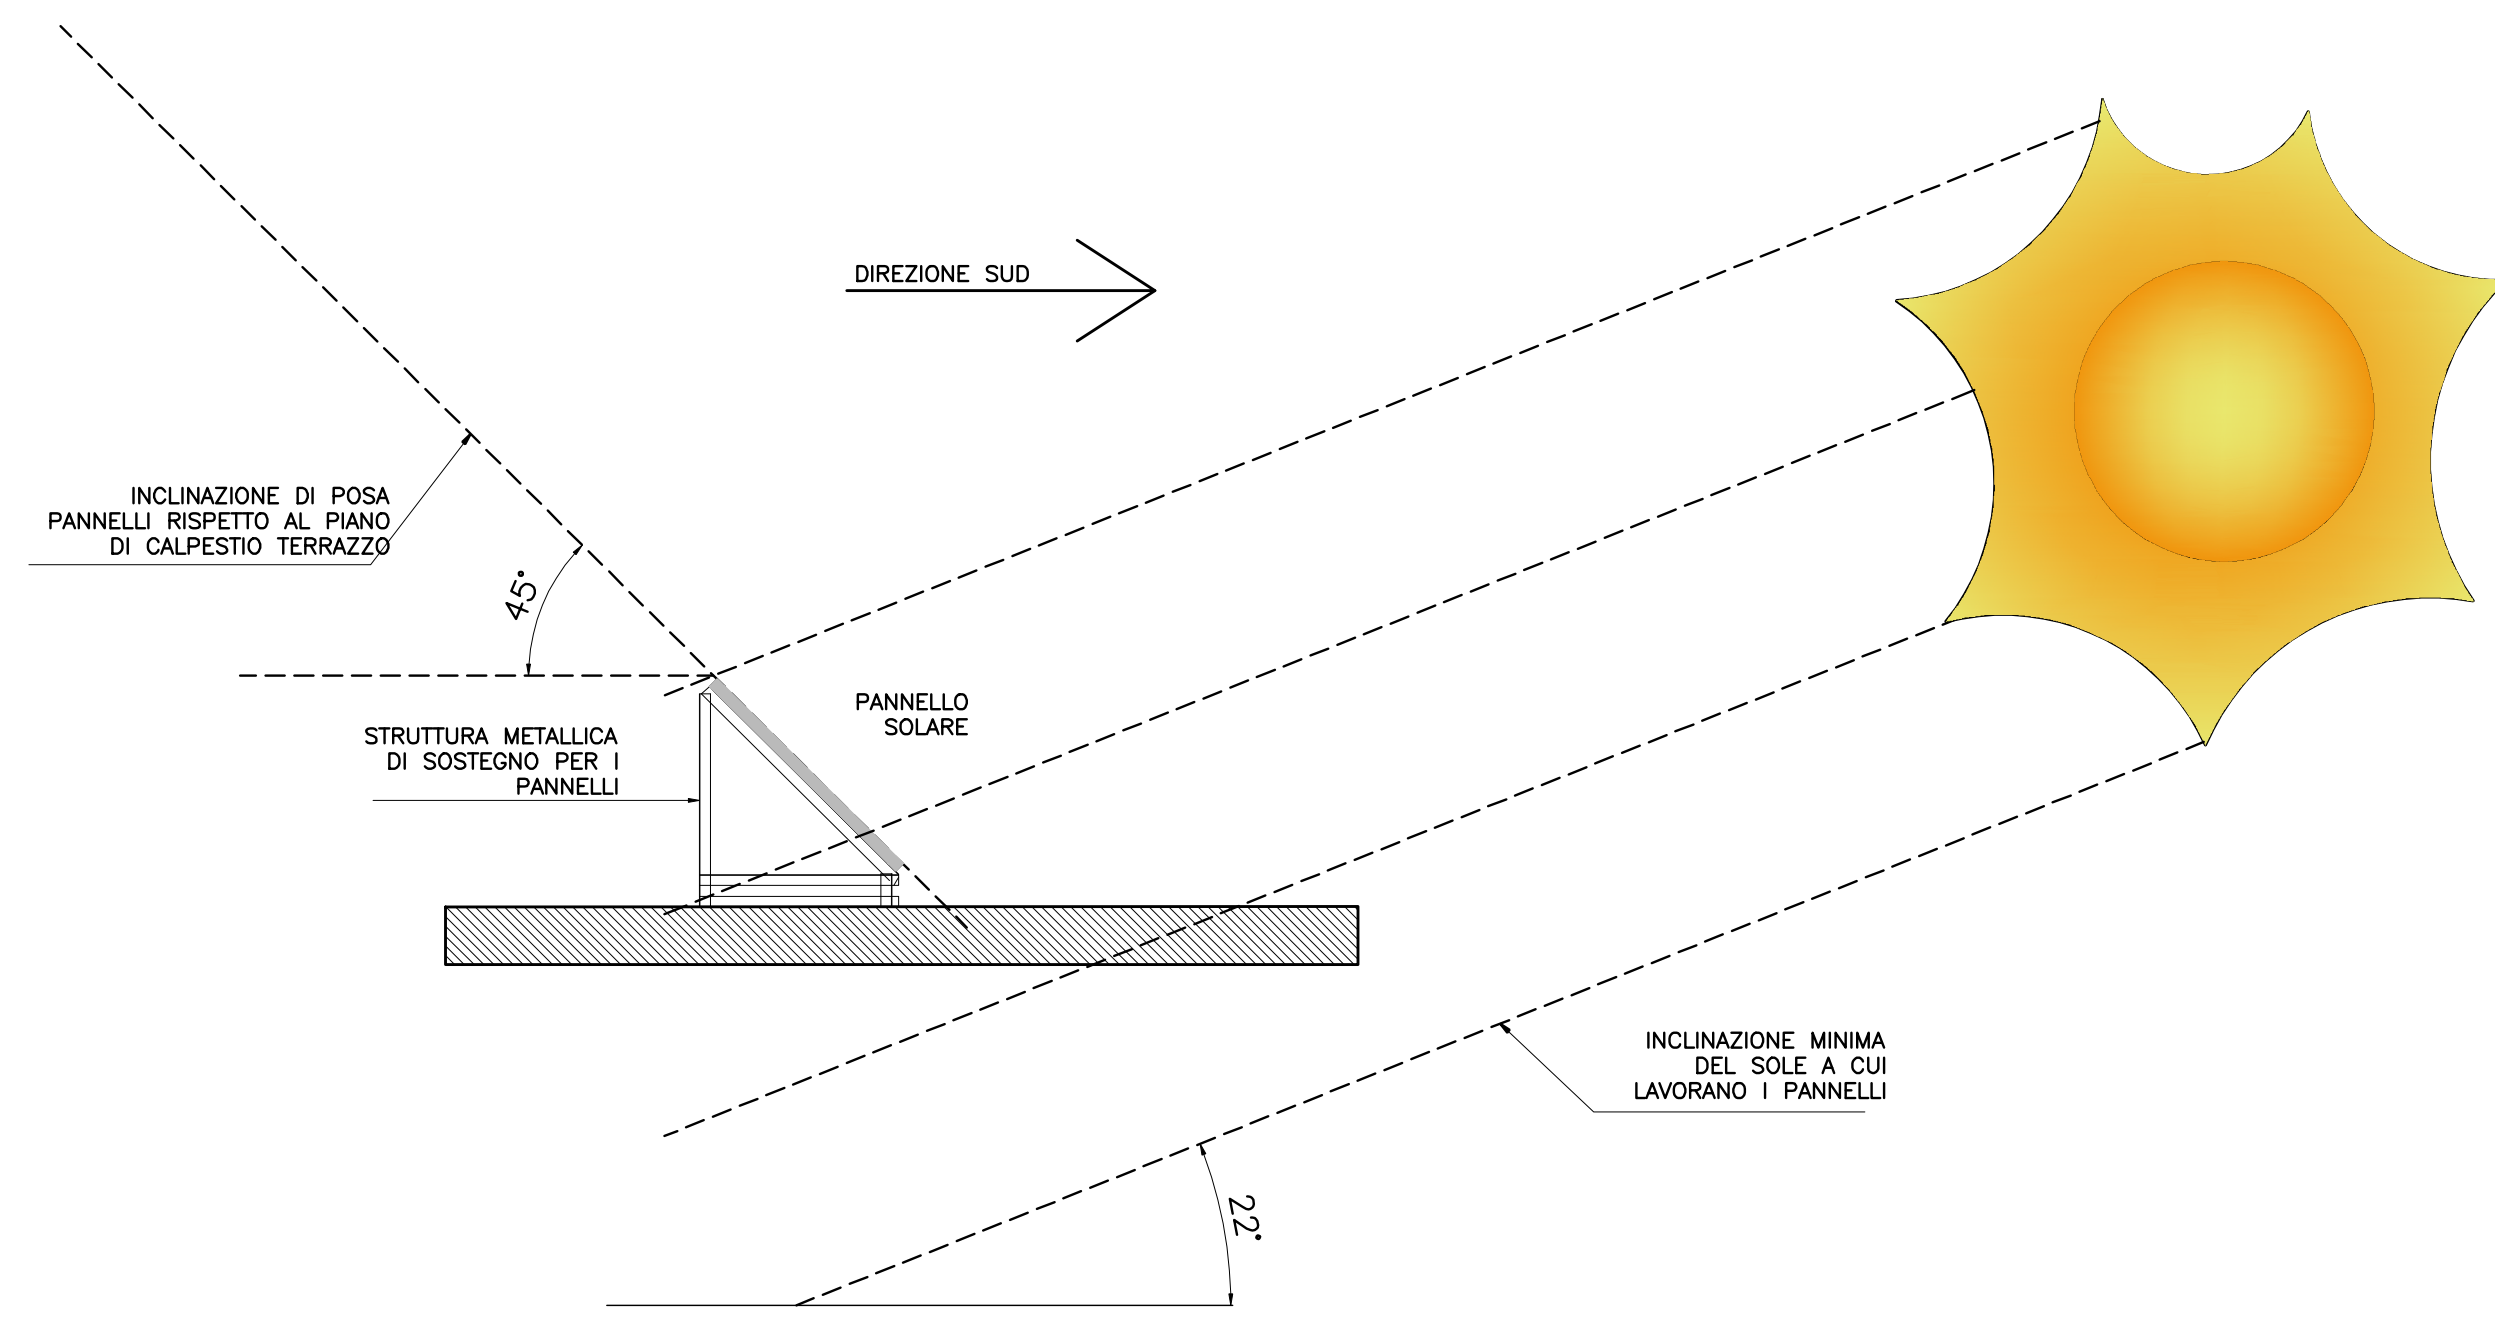 DIREZIONE SUD
INCLINAZIONE DI POSA
PANNELLI RISPETTO AL PIANO
DI CALPESTIO TERRAZZO
45°
PANNELLO
SOLARE
STRUTTURA METALLICA
DI SOSTEGNO PER I
PANNELLI
INCLINAZIONE MINIMA
DEL SOLE A CUI
LAVORANO I PANNELLI
22°